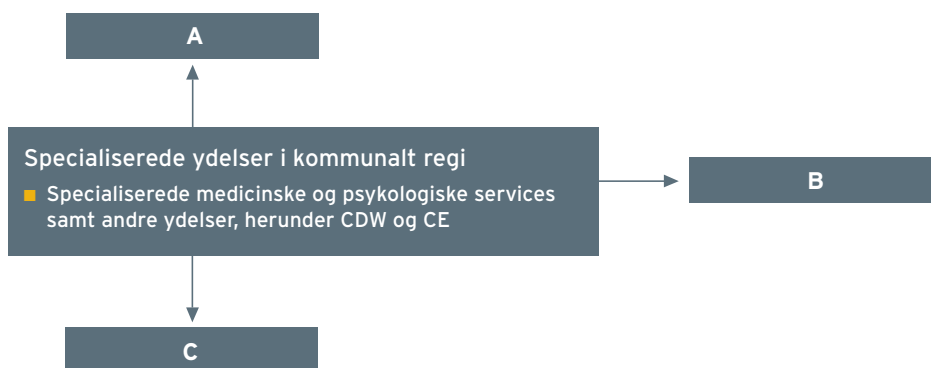 A
Specialiserede ydelser i kommunalt regi
Specialiserede medicinske og psykologiske services
samt andre ydelser, herunder CDW og CE
B
C